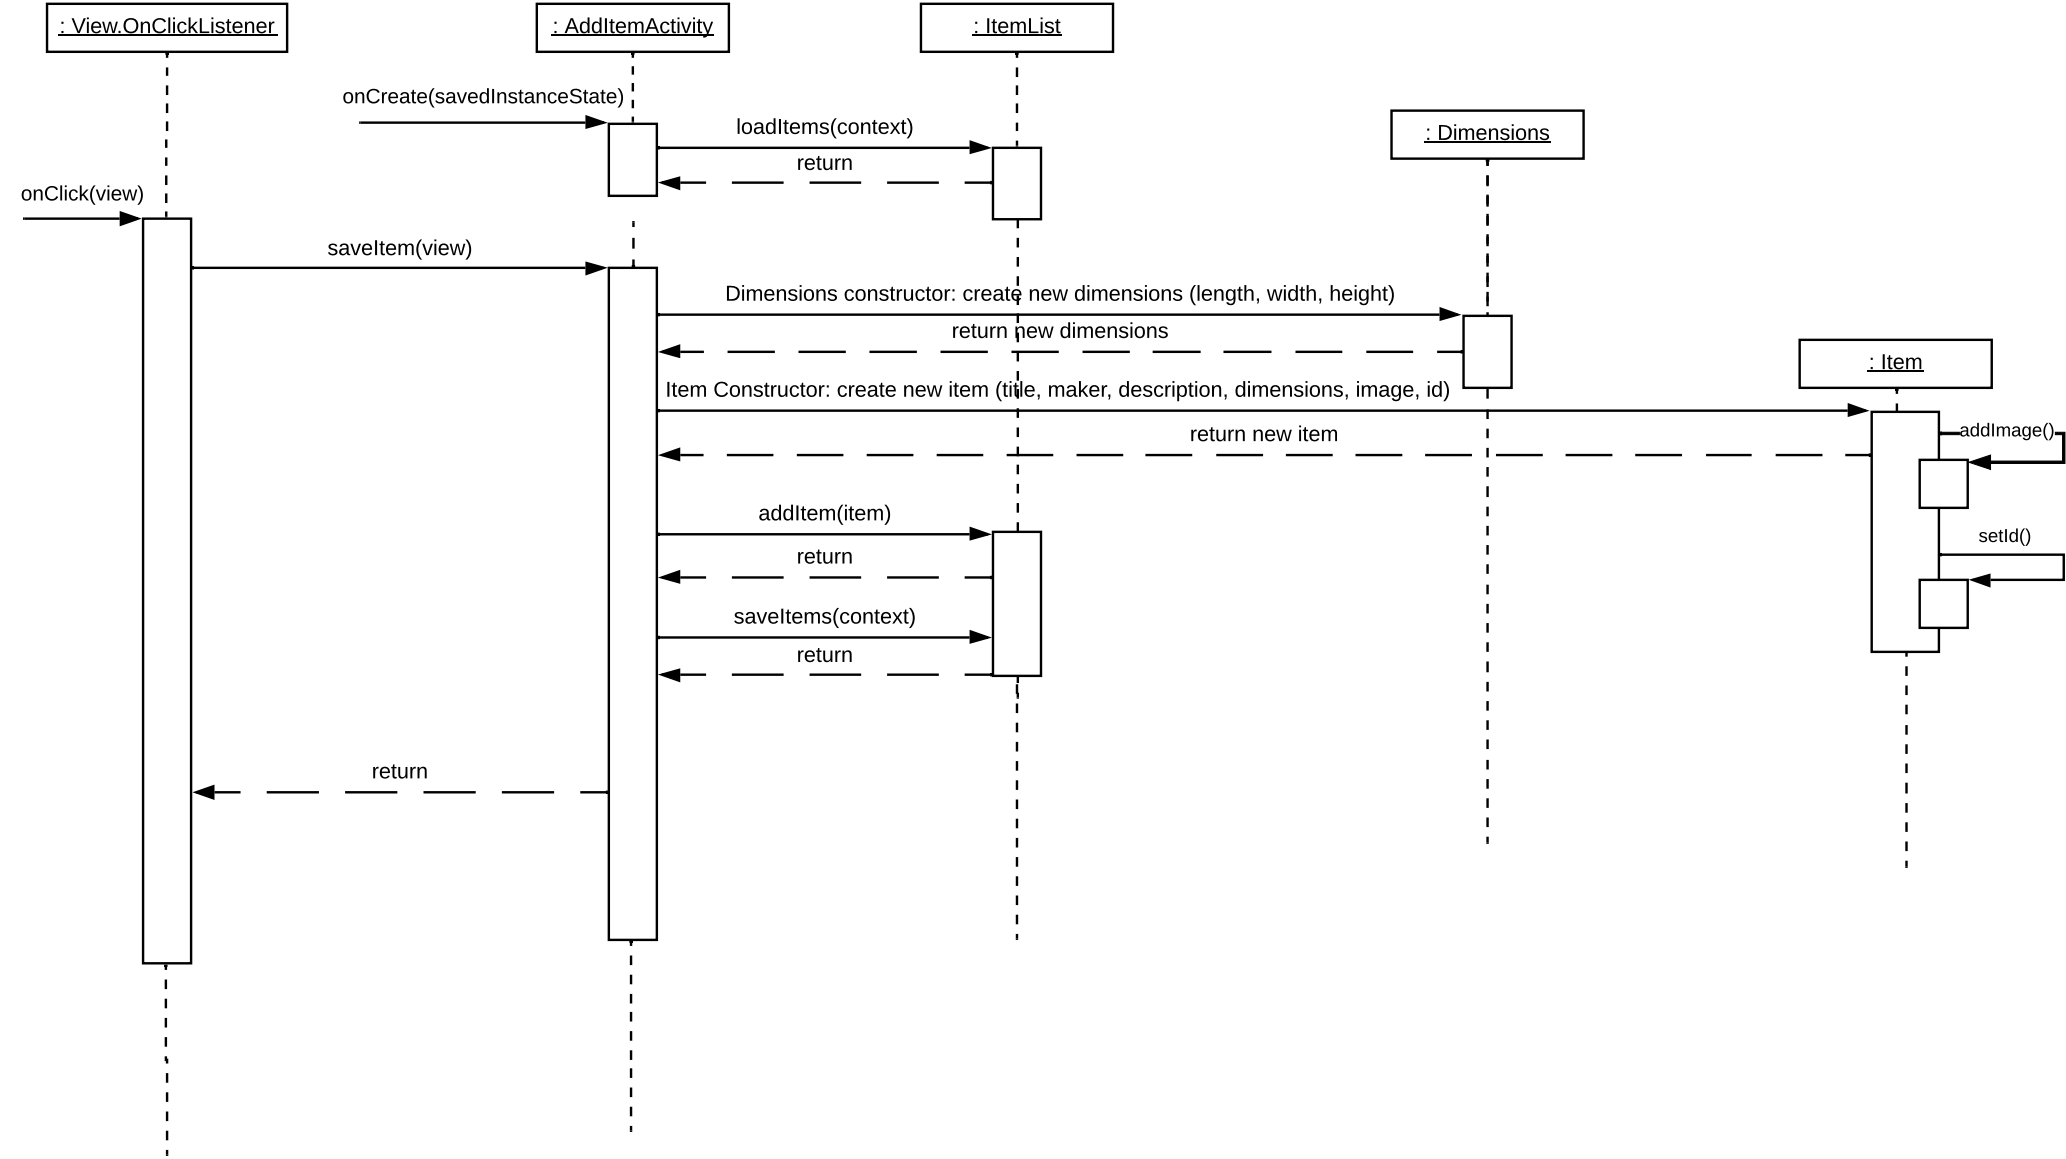 : View.OnClickListener
: AddItemActivity
: ItemList
onCreate(savedInstanceState)
loadItems(context)
: Dimensions
return
onClick(view)
saveItem(view)
Dimensions constructor: create new dimensions (length, width, height)
return new dimensions
: Item
Item Constructor: create new item (title, maker, description, dimensions, image, id)
return new item
addImage()
addItem(item)
setId()
return
saveItems(context)
return
return